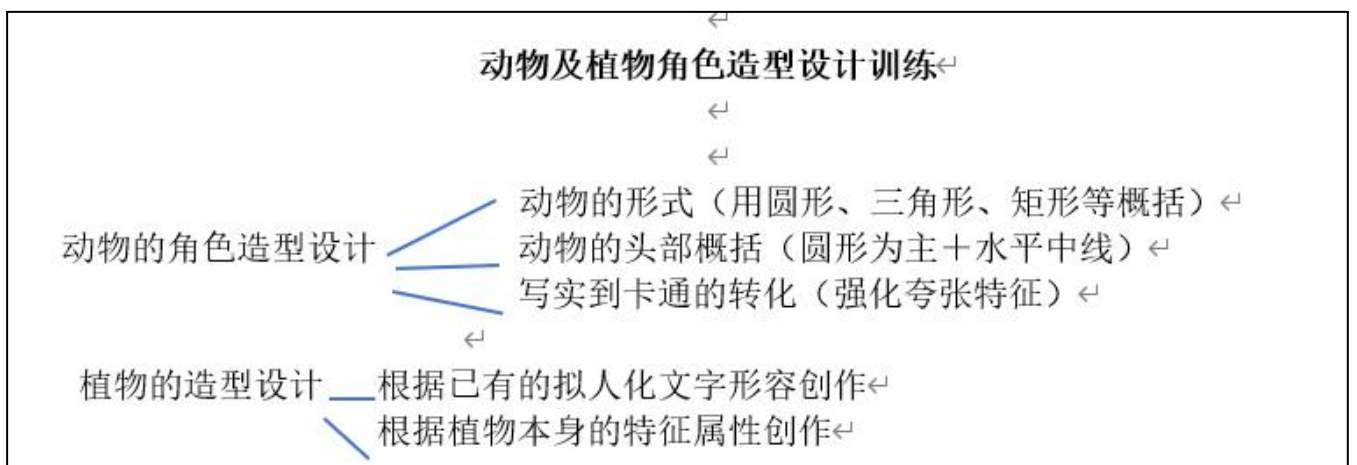 动物及植物角色造型设计训练
动物的形式（用圆形、三角形、矩形等概括）
动物的角色造型设计
动物的头部概括（圆形为主＋水平中线）
写实到卡通的转化（强化夸张特征）
植物的造型设计
根据已有的拟人化文字形容创作
根据植物本身的特征属性创作